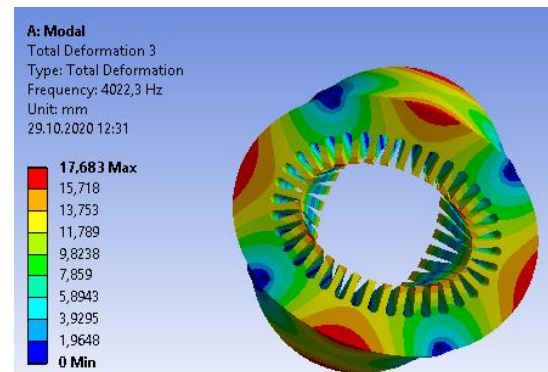 A: Modal
Total Deformation 3
Type: Total Deformation
Frequency: 4022,3 Hz
Unit: mm
29.10.2020 12:31
17,683 Max
15,718
13,753
11,789
9,8238
7,859
5,8943
3,9295
1,9648
0 Min